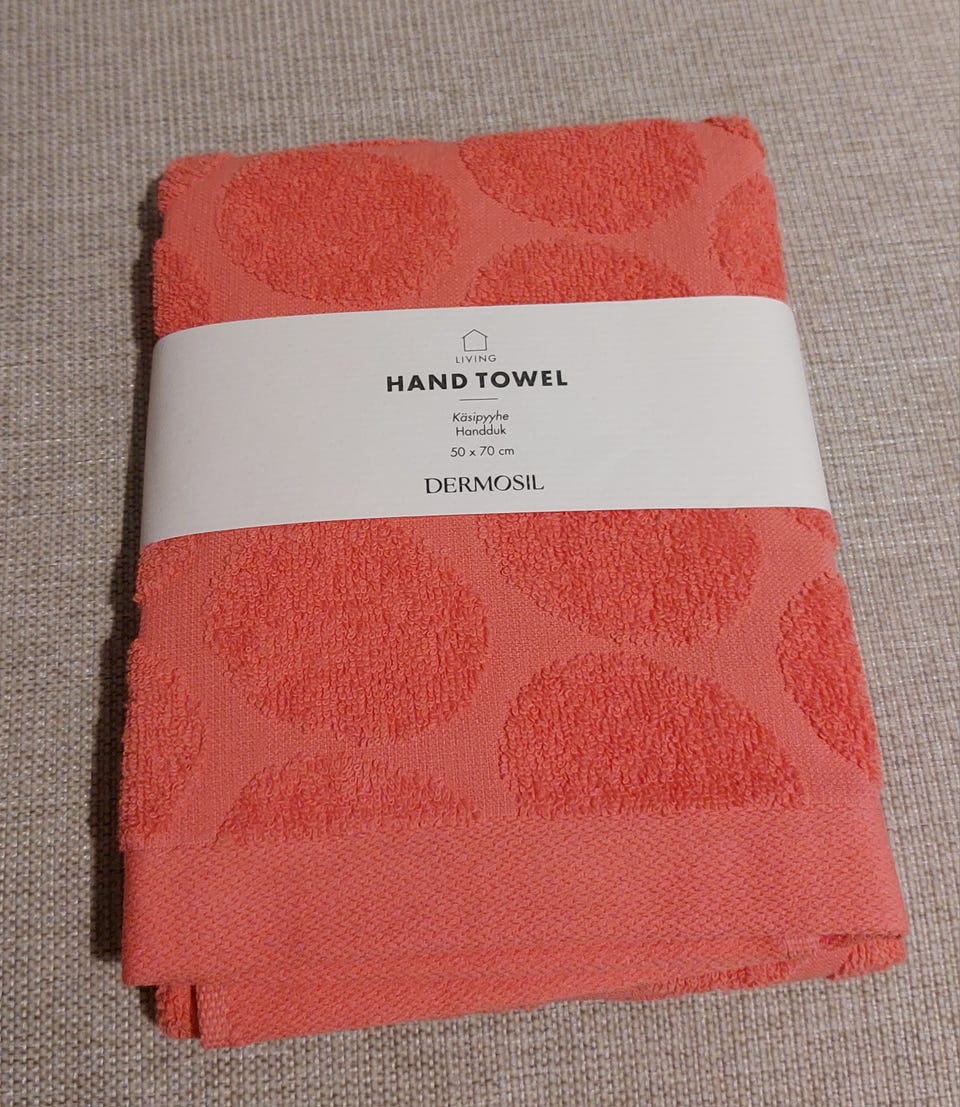 LIVING
HAND TOWEL
Käsipyyhe
Handduk
50 x 70 cm
DERMOSIL